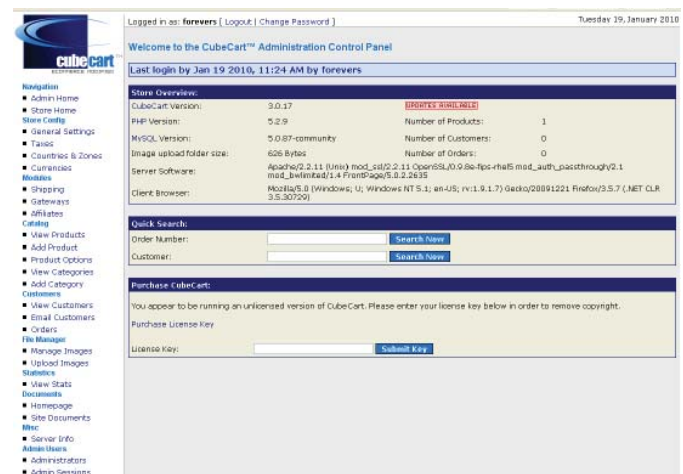 Logged in as: forevers [ Logout | Change Password ]
Tuesday 19, January 2010
cubecart™
ECOMMERCE MODIFIED
Welcome to the CubeCart™ Administration Control Panel
Last login by Jan 19 2010, 11:24 AM by forevers
Navigation
Admin Home
Store Home
Store Config
General Settings
Taxes
Countries & Zones
Currencies
Modules
Shipping
Gateways
Affiliates
Catalog
View Products
Add Product
Product Options
View Categories
Add Category
Customers
View Customers
Email Customers
Orders
File Manager
Manage Images
Upload Images
Statistics
View Stats
Documents
Homepage
Site Documents
Misc
Server Info
Admin Users
Administrators
Admin Sessions
Store Overview:
CubeCart Version: 3.0.17 UPDATES AVAILABLE
PHP Version: 5.2.9 Number of Products: 1
MySQL Version: 5.0.87-community Number of Customers: 0
Image upload folder size: 626 Bytes Number of Orders: 0
Server Software: Apache/2.2.11 (Unix) mod_ssl/2.2.11 OpenSSL/0.9.8e-fips-rhel5 mod_auth_passthrough/2.1
mod_bwlimited/1.4 FrontPage/5.0.2.2635
Client Browser: Mozilla/5.0 (Windows; U; Windows NT 5.1; en-US; rv:1.9.1.7) Gecko/20091221 Firefox/3.5.7 (.NET CLR
3.5.30729)
Quick Search:
Order Number: Search Now
Customer: Search Now
Purchase CubeCart:
You appear to be running an unlicensed version of CubeCart. Please enter your license key below in order to remove copyright.
Purchase License Key
License Key: Submit Key